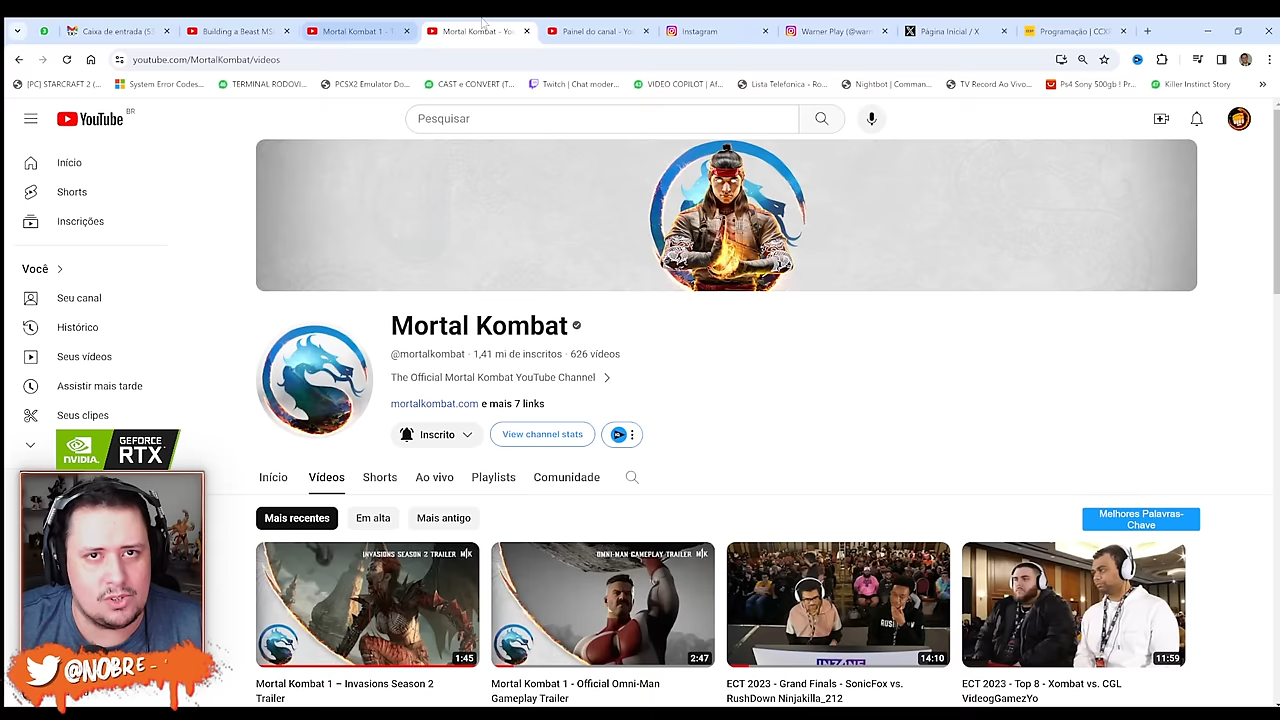 Caixa de entrada (5
Building a Beast MS
Mortal Kombat 1 -
Mortal Kombat - Yo
Painel do canal - Yo
Instagram
Warner Play (@warn
Página Inicial / X
Programação | CCX
youtube.com/MortalKombat/videos
[PC] STARCRAFT 2 (...
System Error Codes...
TERMINAL RODOVI...
PCSX2 Emulator Do...
CAST e CONVERT (T...
Twitch | Chat moder...
VIDEO COPILOT | Af...
Lista Telefonica - Ro...
Nightbot | Comman...
TV Record Ao Vivo...
Ps4 Sony 500gb ! Pr...
Killer Instinct Story
YouTube BR
Pesquisar
Início
Shorts
Inscrições
Você
Seu canal
Histórico
Seus vídeos
Assistir mais tarde
Seus clipes
NVIDIA. GEFORCE RTX
@NOBRE -
Mortal Kombat
@mortalkombat · 1,41 mi de inscritos · 626 vídeos
The Official Mortal Kombat YouTube Channel
mortalkombat.com e mais 7 links
Inscrito
View channel stats
Início
Vídeos
Shorts
Ao vivo
Playlists
Comunidade
Mais recentes
Em alta
Mais antigo
Melhores Palavras-
Chave
INVASIONS SEASON 2 TRAILER
1:45
OMNI-MAN GAMEPLAY TRAILER
2:47
14:10
11:59
Mortal Kombat 1 – Invasions Season 2
Trailer
Mortal Kombat 1 - Official Omni-Man
Gameplay Trailer
ECT 2023 - Grand Finals - SonicFox vs.
RushDown Ninjakilla_212
ECT 2023 - Top 8 - Xombat vs. CGL
VideogGamezYo